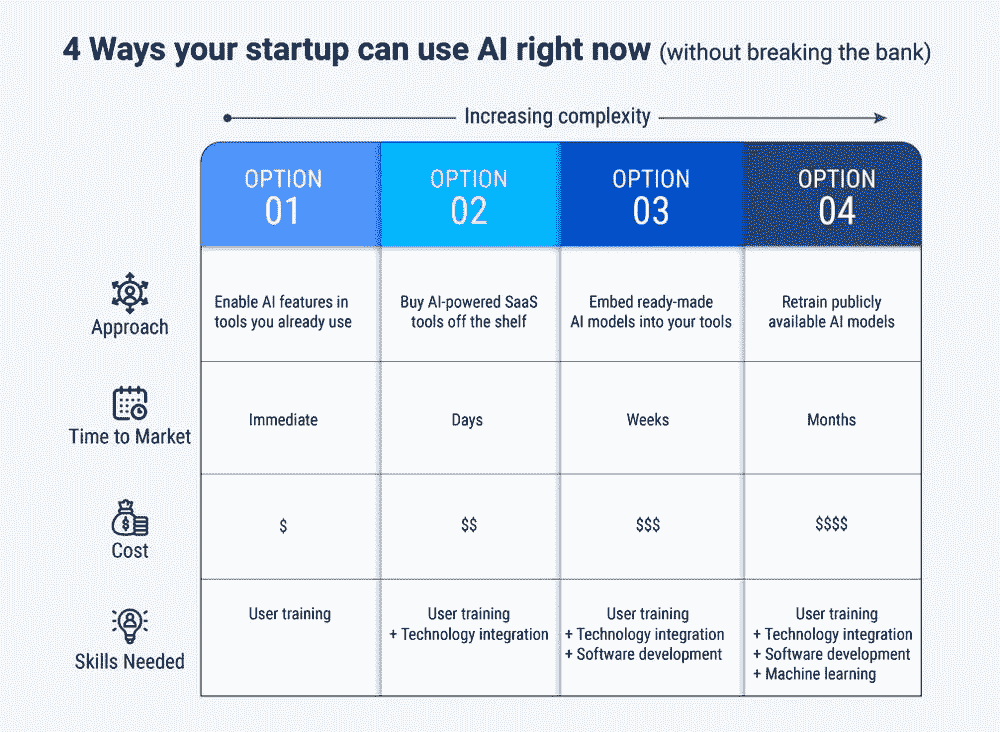 4 Ways your startup can use AI right now (without breaking the bank)
Increasing complexity
OPTION
01
OPTION
02
OPTION
03
OPTION
04
Approach
Enable AI features in
tools you already use
Buy AI-powered SaaS
tools off the shelf
Embed ready-made
AI models into your tools
Retrain publicly
available AI models
Time to Market
Immediate
Days
Weeks
Months
Cost
$
$$
$$$
$$$$
Skills Needed
User training
User training
+ Technology integration
User training
+ Technology integration
+ Software development
User training
+ Technology integration
+ Software development
+ Machine learning